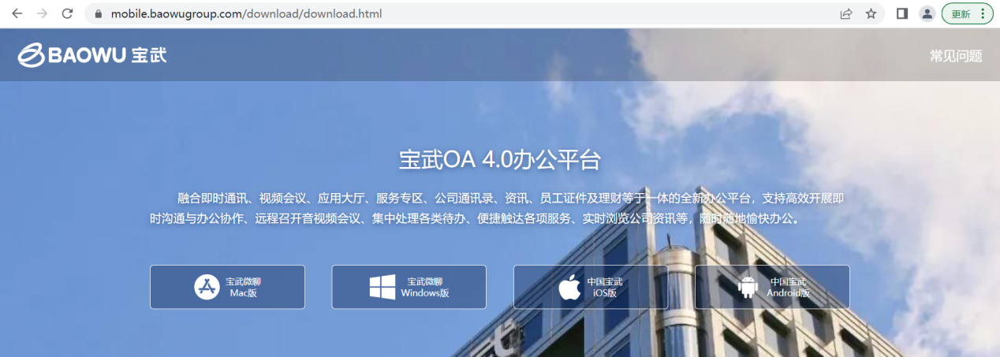 mobile.baowugroup.com/download/download.html
更新
BAOWU 宝武
常见问题
宝武OA 4.0办公平台
融合即时通讯、视频会议、应用大厅、服务专区、公司通讯录、资讯、员工证件及理财等于一体的全新办公平台，支持高效开展即
时沟通与办公协作、远程召开音视频会议、集中处理各类待办、便捷触达各项服务、实时浏览公司资讯等，随时随地愉快办公。
宝武微聊
Mac版
宝武微聊
Windows版
中国宝武
iOS版
中国宝武
Android版